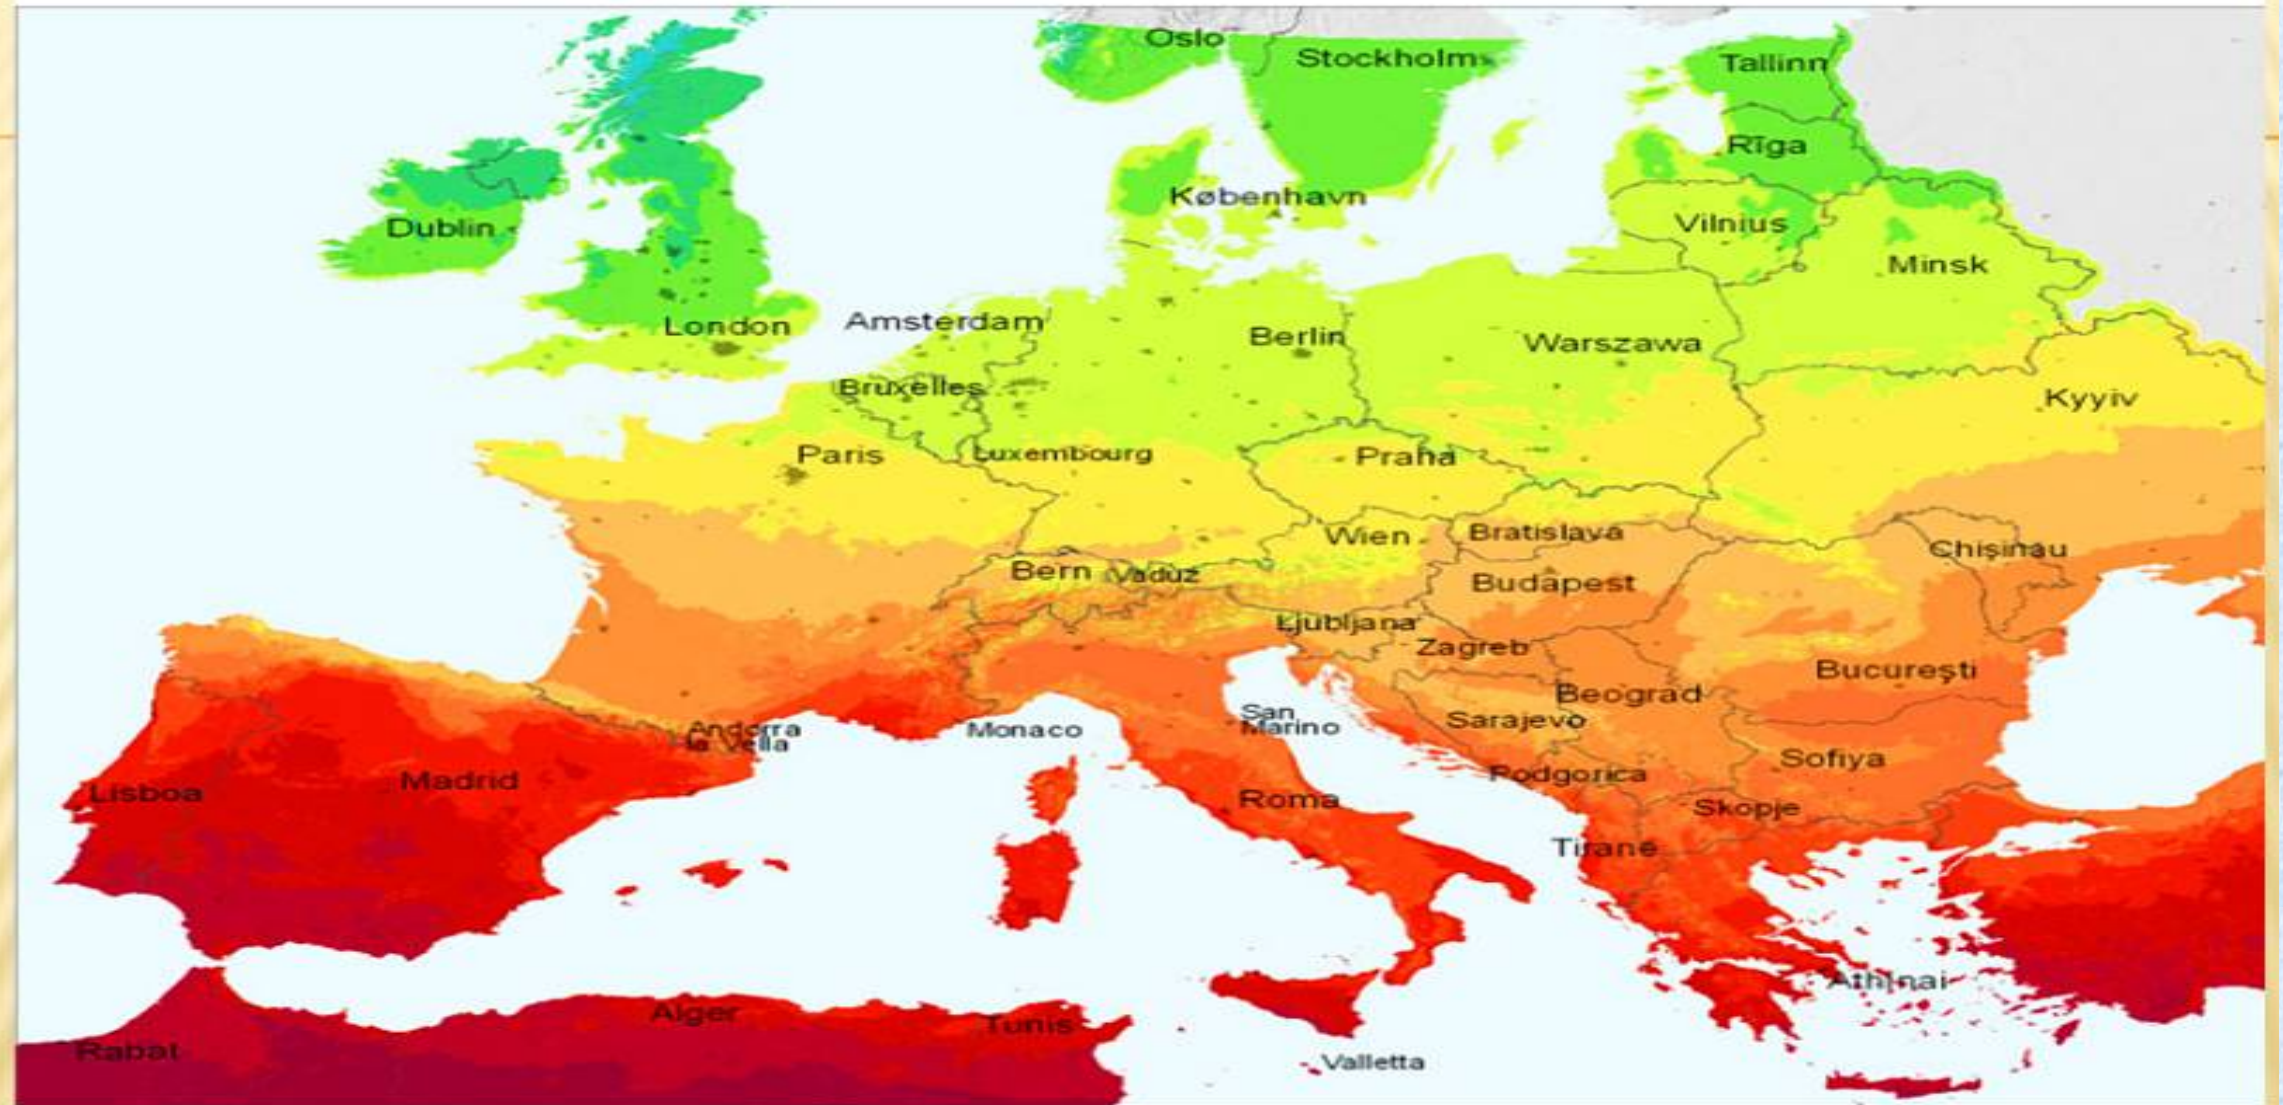 Oslo
Stockholm
Tallinn
Rīga
København
Dublin
Vilnius
Minsk
London
Amsterdam
Berlin
Warszawa
Bruxelles
Kyyiv
Paris
Luxembourg
Praha
Wien
Bratislava
Chișinău
Bern
Vaduz
Budapest
Ljubljana
Zagreb
București
Beograd
San
Marino
Sarajevo
Andorra
la Vella
Monaco
Sofiya
Podgorica
Madrid
Lisboa
Roma
Skopje
Tiranë
Athinai
Alger
Tunis
Rabat
Valletta